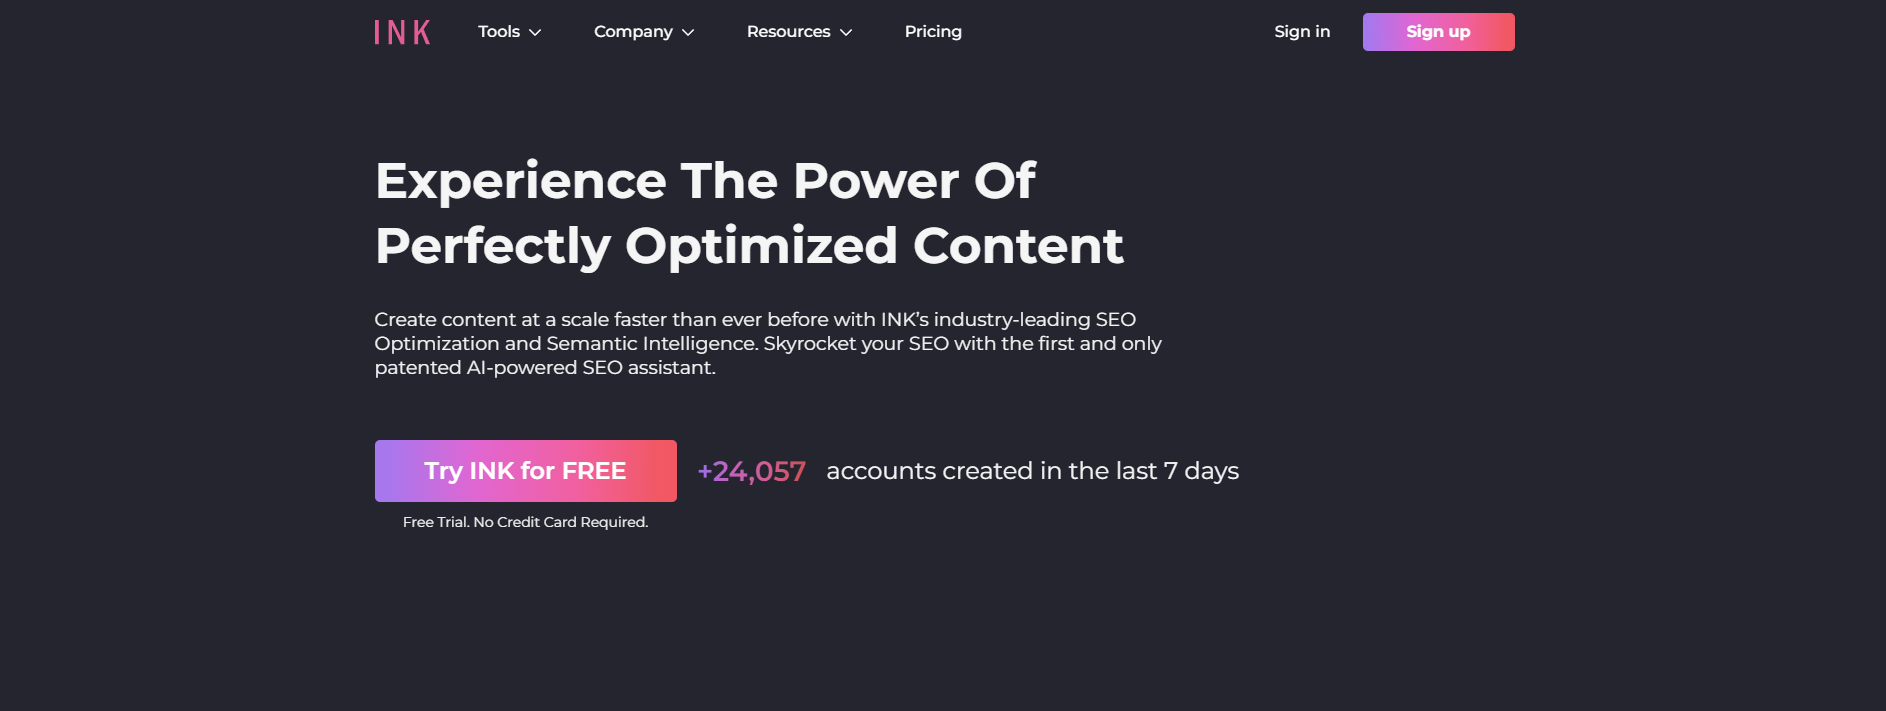 INK
Tools
Company
Resources
Pricing
Sign in
Sign up
Experience The Power Of
Perfectly Optimized Content
Create content at a scale faster than ever before with INK’s industry-leading SEO
Optimization and Semantic Intelligence. Skyrocket your SEO with the first and only
patented AI-powered SEO assistant.
Try INK for FREE
+24,057 accounts created in the last 7 days
Free Trial. No Credit Card Required.